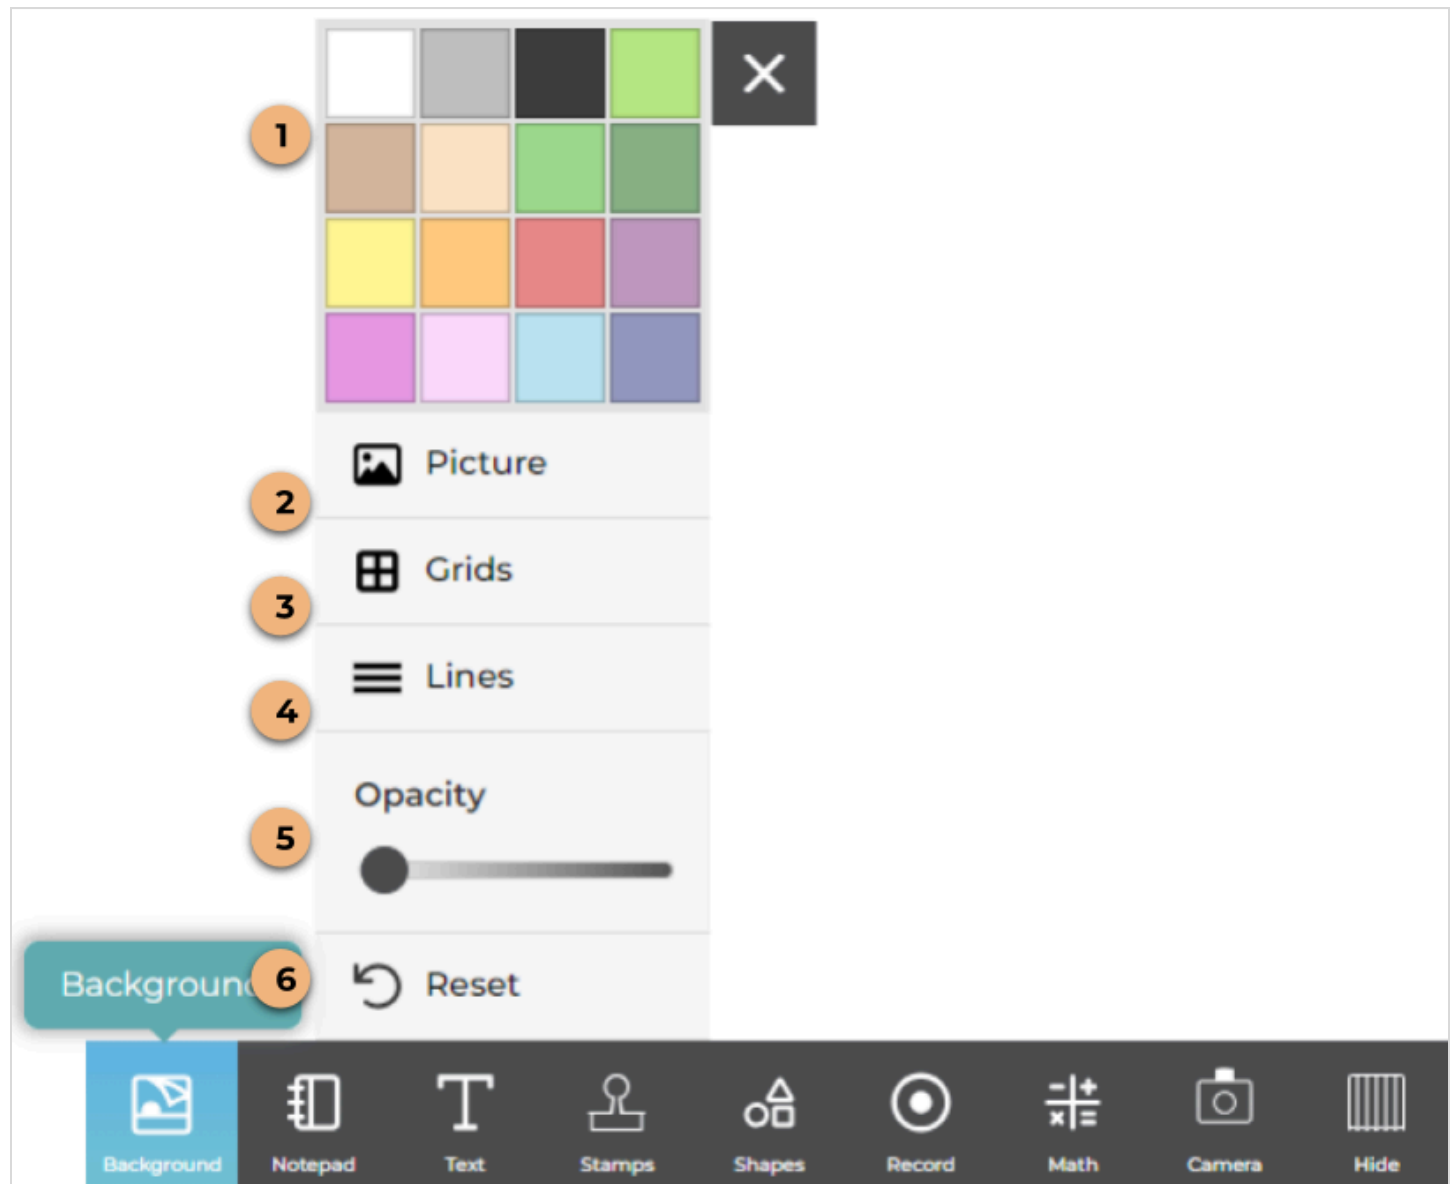 1
Picture
2
Grids
3
Lines
4
Opacity
5
Background
6
Reset
Background
Notepad
Text
Stamps
Shapes
Record
Math
Camera
Hide